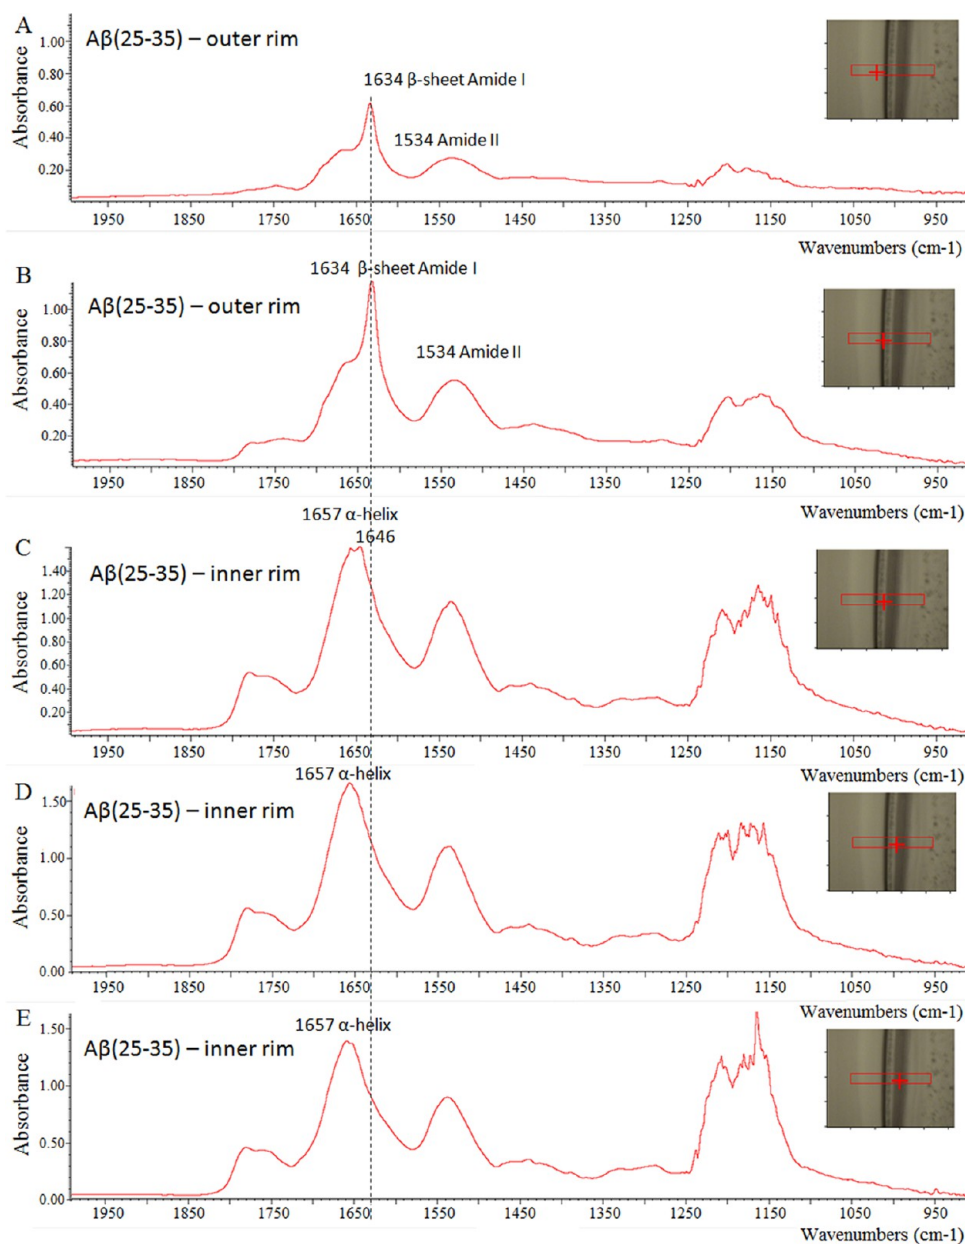 A
Aβ(25-35) – outer rim
Absorbance
1.00
0.80
0.60
0.40
0.20
1634 β-sheet Amide I
1534 Amide II
1950 1850 1750 1650 1550 1450 1350 1250 1150 1050 950
Wavenumbers (cm-1)
B
Aβ(25-35) – outer rim
Absorbance
1.00
0.80
0.60
0.40
0.20
1634 β-sheet Amide I
1534 Amide II
1950 1850 1750 1650 1550 1450 1350 1250 1150 1050 950
Wavenumbers (cm-1)
C
Aβ(25-35) – inner rim
Absorbance
1.40
1.20
1.00
0.80
0.60
0.40
0.20
1657 α-helix
1646
1950 1850 1750 1650 1550 1450 1350 1250 1150 1050 950
Wavenumbers (cm-1)
D
Aβ(25-35) – inner rim
Absorbance
1.50
1.00
0.50
0.00
1657 α-helix
1950 1850 1750 1650 1550 1450 1350 1250 1150 1050 950
Wavenumbers (cm-1)
E
Aβ(25-35) – inner rim
Absorbance
1.50
1.00
0.50
0.00
1657 α-helix
1950 1850 1750 1650 1550 1450 1350 1250 1150 1050 950
Wavenumbers (cm-1)